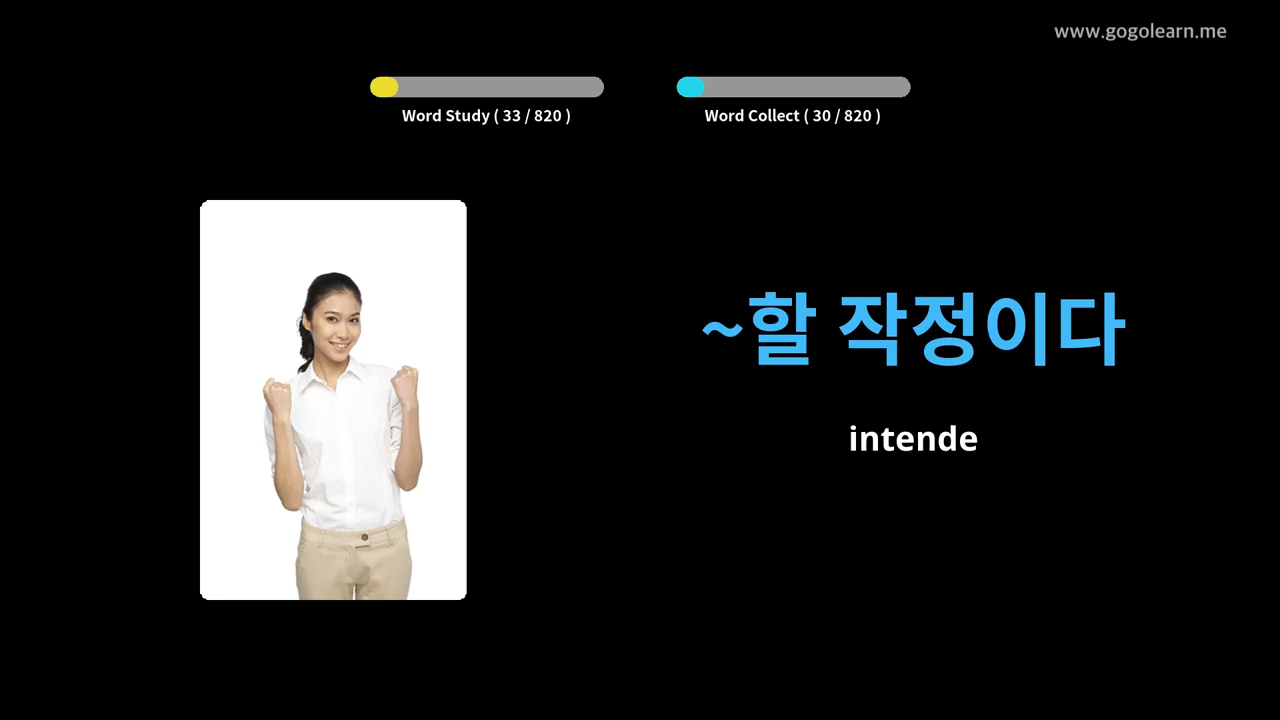 www.gogolearn.me
Word Study ( 33 / 820 )
Word Collect ( 30 / 820 )
~할 작정이다
intende